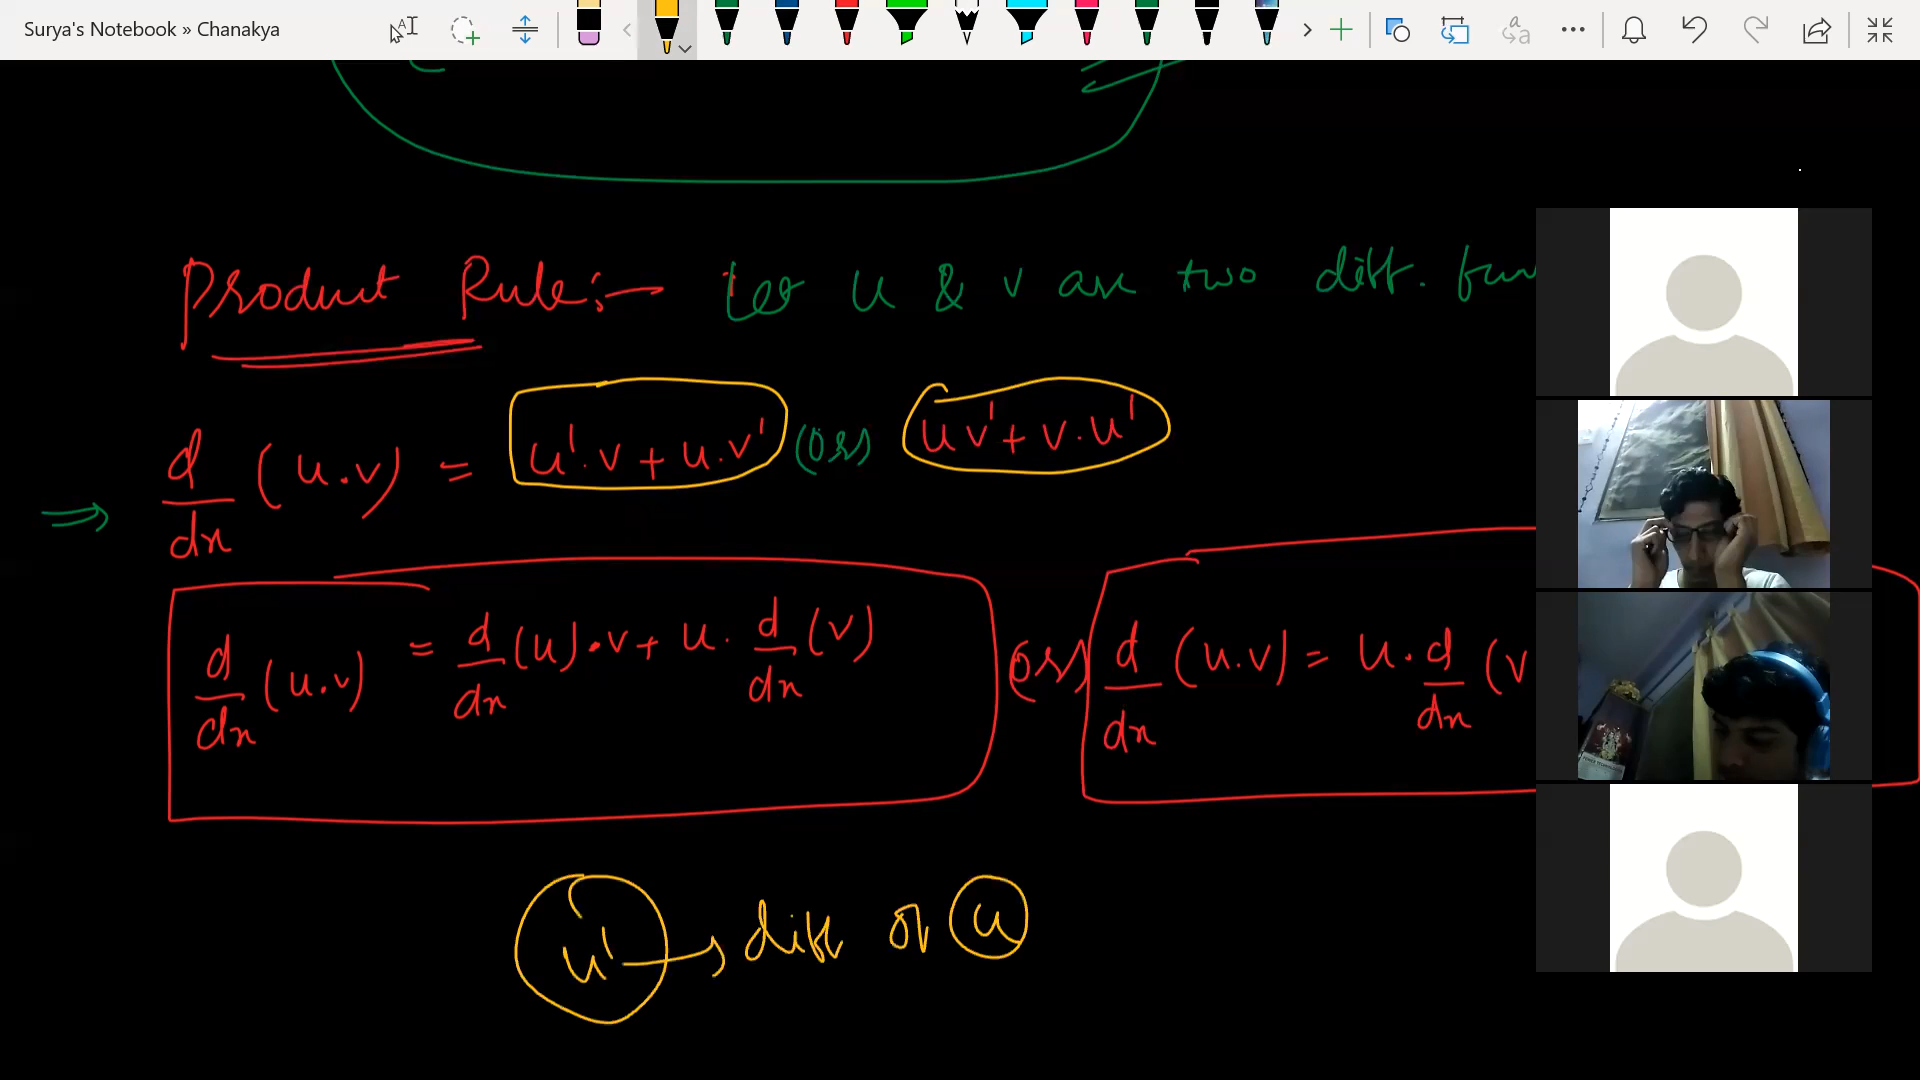 Surya's Notebook » Chanakya
Product Rule:- Let u & v are two diff. fun
⇒ d/dx (u.v) = u'.v + u.v' (or) uv' + v.u'
d/dx (u.v) = d/dx (u).v + u. d/dx (v) (or) d/dx (u.v) = u. d/dx (v
u' → diff of u